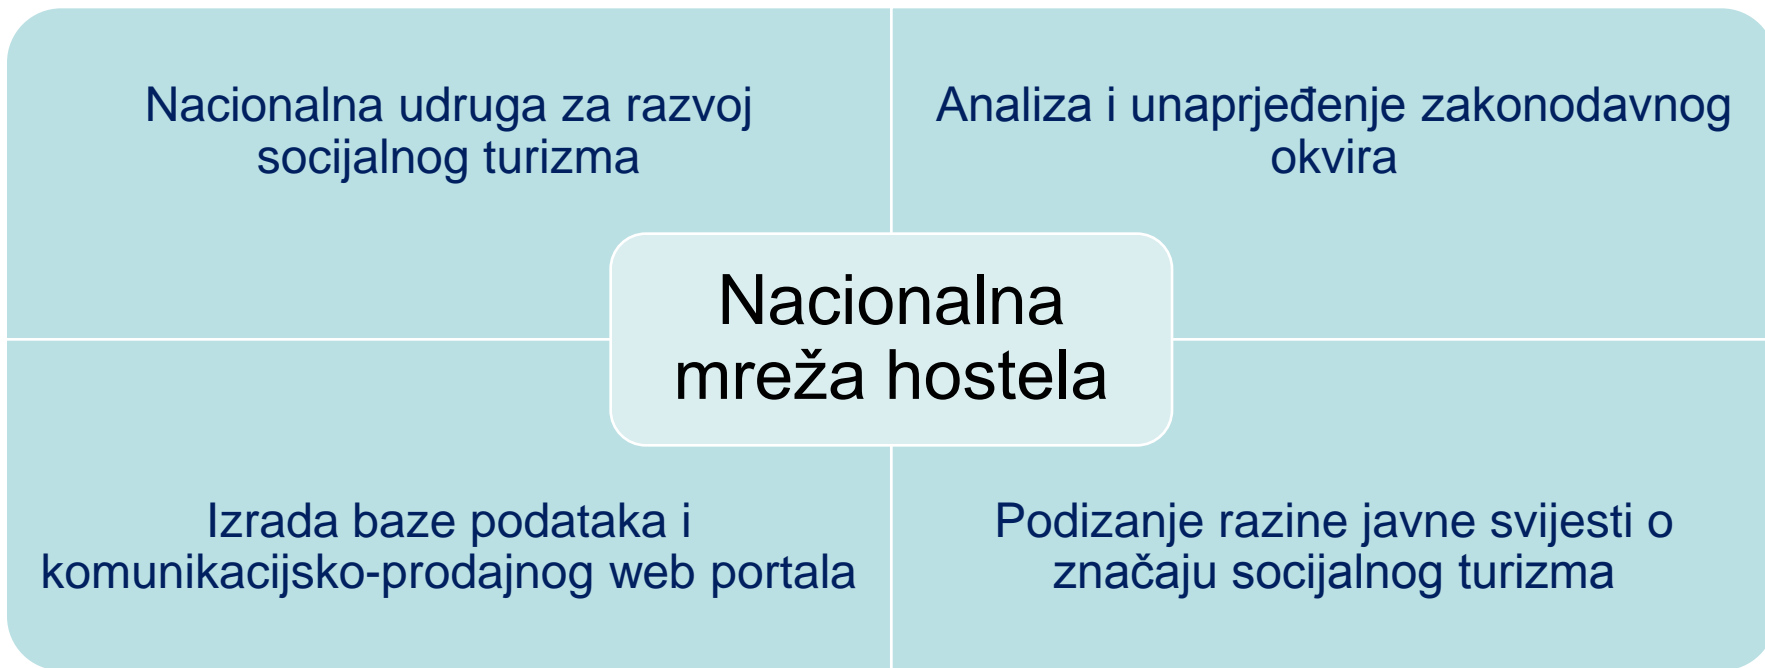 Nacionalna udruga za razvoj
socijalnog turizma
Analiza i unaprjeđenje zakonodavnog
okvira
Nacionalna
mreža hostela
Izrada baze podataka i
komunikacijsko-prodajnog web portala
Podizanje razine javne svijesti o
značaju socijalnog turizma